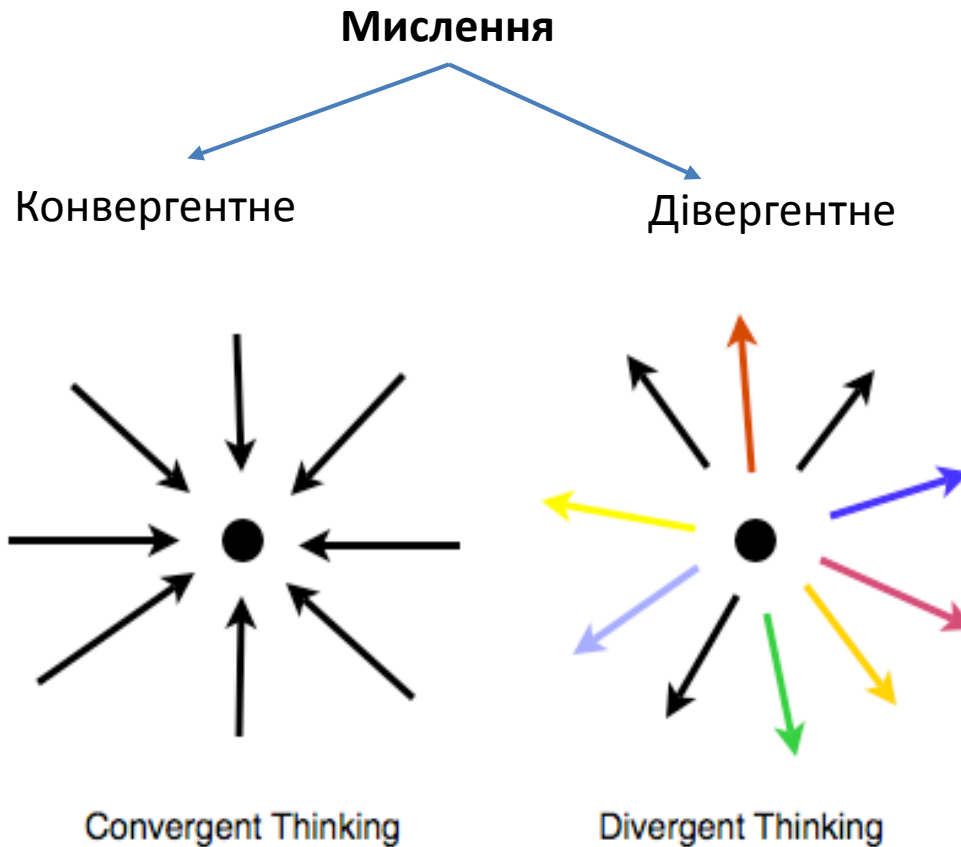 Мислення
Конвергентне
Дівергентне
Convergent Thinking
Divergent Thinking